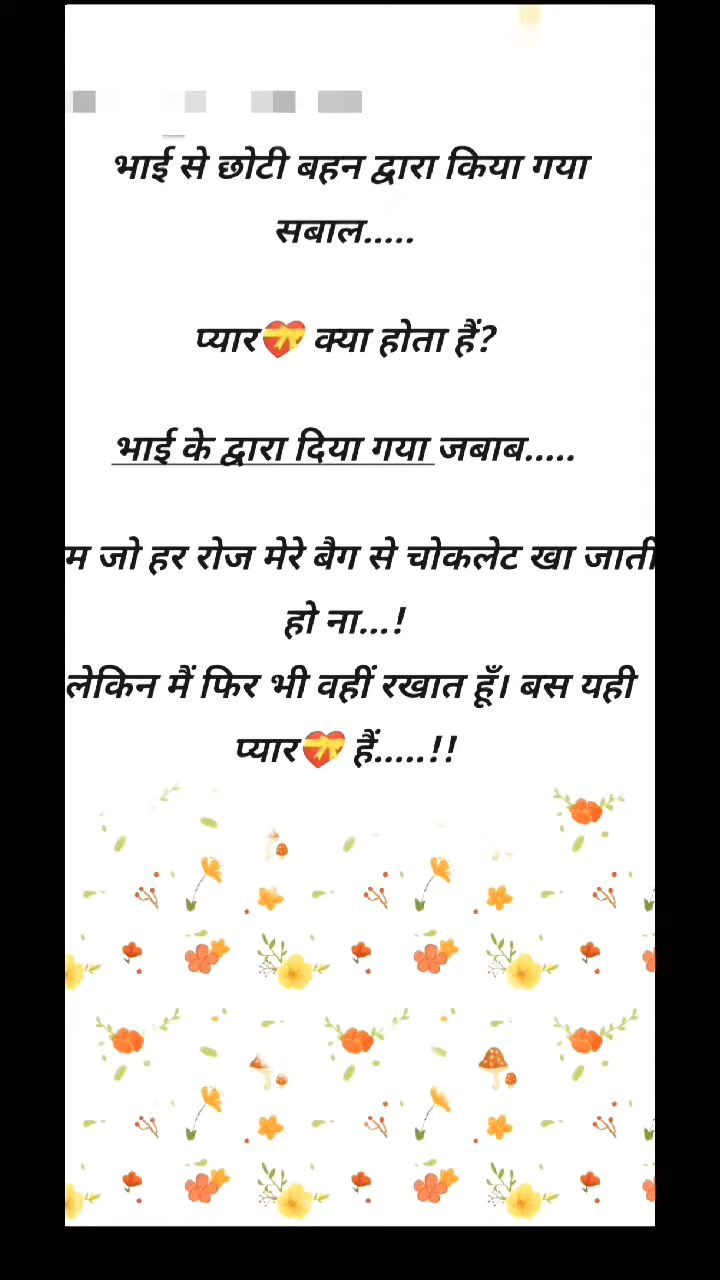 भाई से छोटी बहन द्वारा किया गया
सबाल.....
प्यार💝 क्या होता हैं?
भाई के द्वारा दिया गया जबाब.....
म जो हर रोज मेरे बैग से चोकलेट खा जाती
हो ना...!
लेकिन मैं फिर भी वहीं रखात हूँ। बस यही
प्यार💝 हैं.....!!